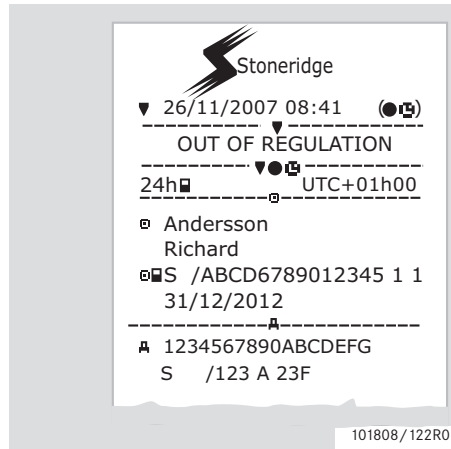 Stoneridge
26/11/2007 08:41 (●)
OUT OF REGULATION
24h UTC+01h00
Andersson
Richard
S /ABCD6789012345 1 1
31/12/2012
1234567890ABCDEFG
S /123 A 23F
101808/122R0